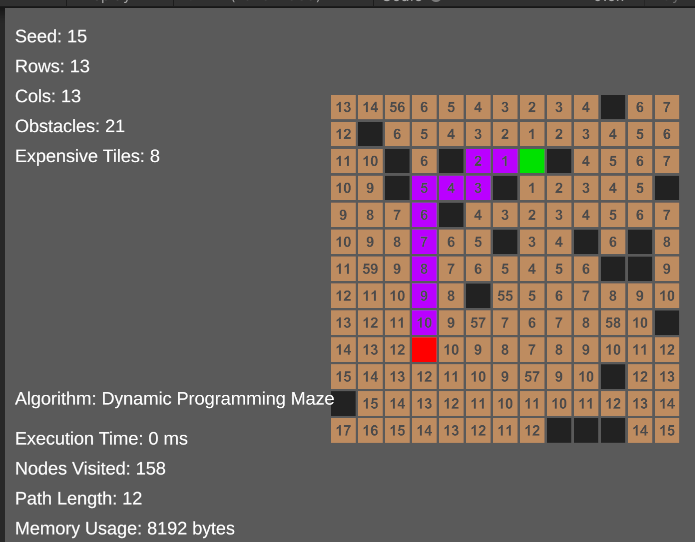 Seed: 15
Rows: 13
Cols: 13
Obstacles: 21
Expensive Tiles: 8
13 14 56 6 5 4 3 2 3 4 6 7
12 6 5 4 3 2 1 2 3 4 5 6
11 10 6 2 1 4 5 6 7
10 9 5 4 3 1 2 3 4 5
9 8 7 6 4 3 2 3 4 5 6 7
10 9 8 7 6 5 3 4 6 8
11 59 9 8 7 6 5 4 5 6 9
12 11 10 9 8 55 5 6 7 8 9 10
13 12 11 10 9 57 7 6 7 8 58 10
14 13 12 10 9 8 7 8 9 10 11 12
15 14 13 12 11 10 9 57 9 10 12 13
Algorithm: Dynamic Programming Maze
15 14 13 12 11 10 11 10 11 12 13 14
17 16 15 14 13 12 11 12 14 15
Execution Time: 0 ms
Nodes Visited: 158
Path Length: 12
Memory Usage: 8192 bytes